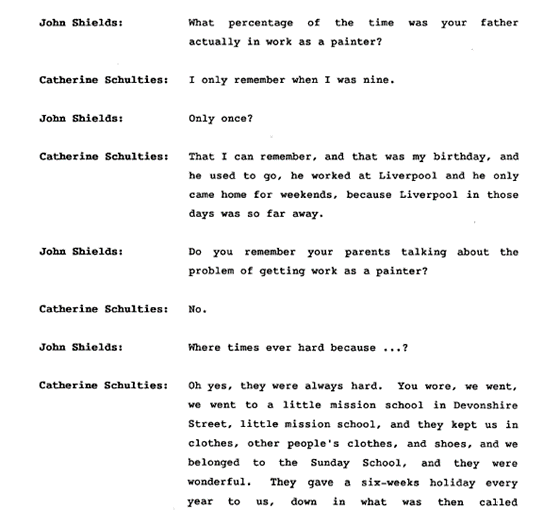 John Shields: What percentage of the time was your father
actually in work as a painter?
Catherine Schulties: I only remember when I was nine.
John Shields: Only once?
Catherine Schulties: That I can remember, and that was my birthday, and
he used to go, he worked at Liverpool and he only
came home for weekends, because Liverpool in those
days was so far away.
John Shields: Do you remember your parents talking about the
problem of getting work as a painter?
Catherine Schulties: No.
John Shields: Where times ever hard because ...?
Catherine Schulties: Oh yes, they were always hard. You wore, we went,
we went to a little mission school in Devonshire
Street, little mission school, and they kept us in
clothes, other people's clothes, and shoes, and we
belonged to the Sunday School, and they were
wonderful. They gave a six-weeks holiday every
year to us, down in what was then called